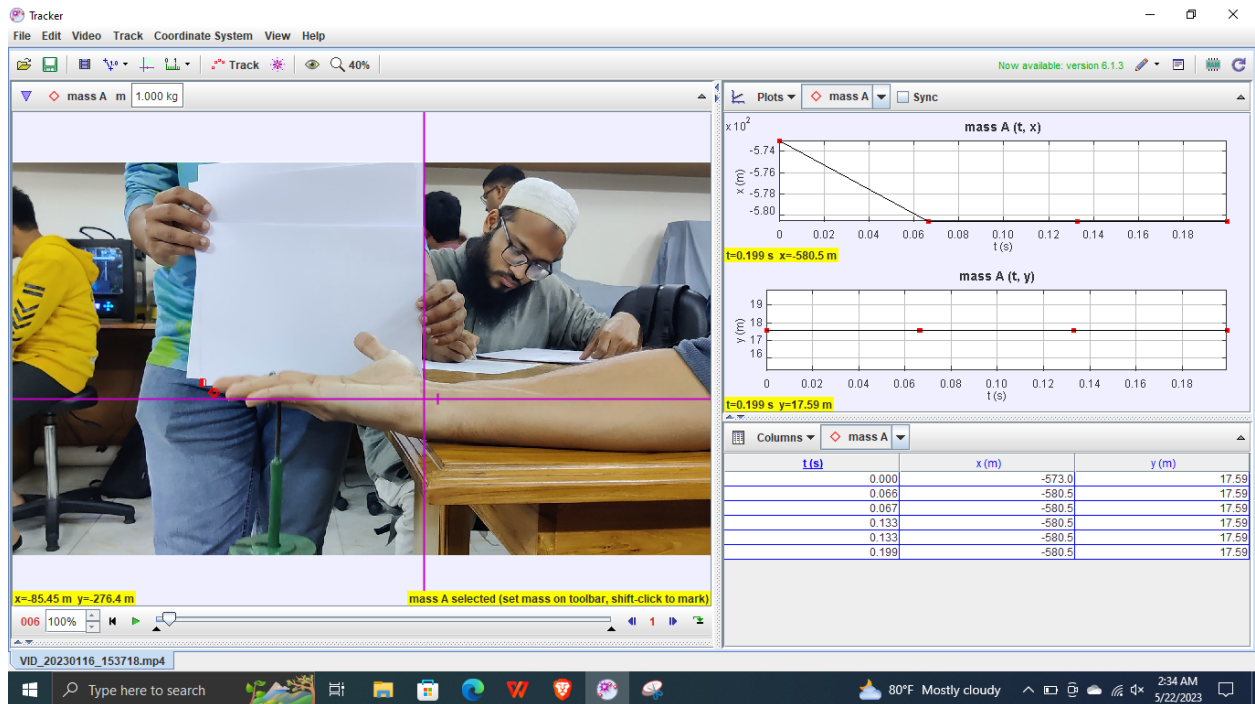 Tracker
File Edit Video Track Coordinate System View Help
Track 40% Now available: version 6.1.3
mass A m 1.000 kg
Plots mass A Sync
x 10²
mass A (t, x)
x (m)
-5.74
-5.76
-5.78
-5.80
0 0.02 0.04 0.06 0.08 0.10 0.12 0.14 0.16 0.18
t (s)
t=0.199 s x=-580.5 m
mass A (t, y)
y (m)
19
18
17
16
0 0.02 0.04 0.06 0.08 0.10 0.12 0.14 0.16 0.18
t (s)
t=0.199 s y=17.59 m
Columns mass A
t (s) x (m) y (m)
0.000 -573.0 17.59
0.066 -580.5 17.59
0.067 -580.5 17.59
0.133 -580.5 17.59
0.133 -580.5 17.59
0.199 -580.5 17.59
x=-85.45 m y=-276.4 m mass A selected (set mass on toolbar, shift-click to mark)
006 100% 1
VID_20230116_153718.mp4
Type here to search 80°F Mostly cloudy 2:34 AM
5/22/2023